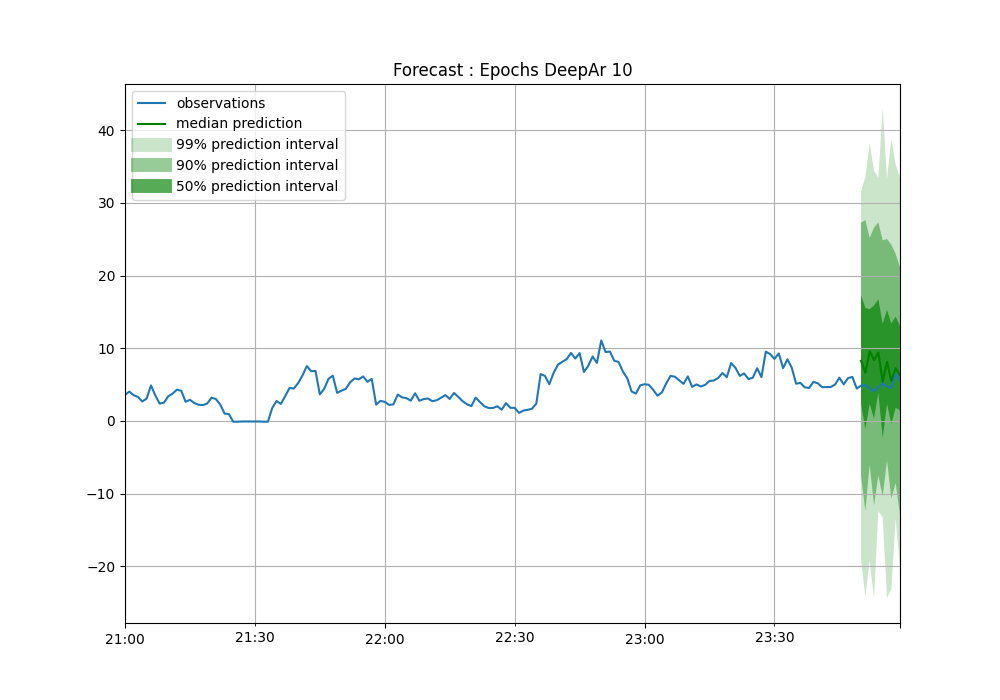 Forecast : Epochs DeepAr 10
observations
median prediction
99% prediction interval
90% prediction interval
50% prediction interval
40
30
20
10
0
−10
−20
21:00
21:30
22:00
22:30
23:00
23:30